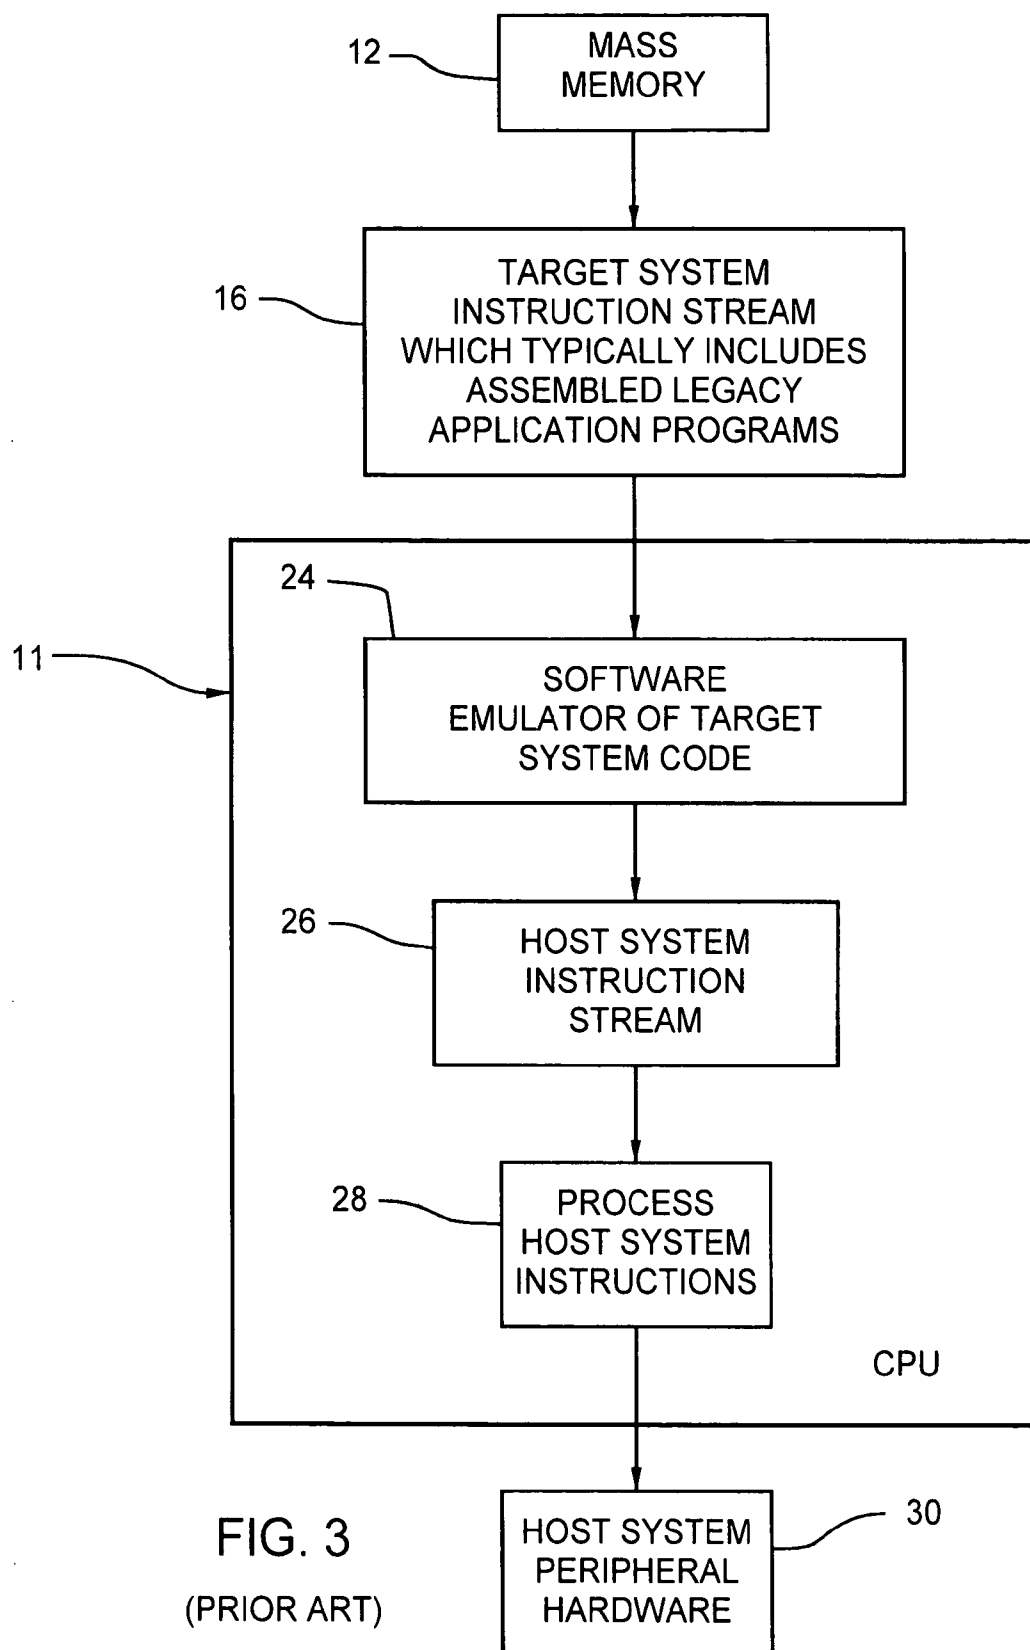 12
MASS
MEMORY
16
TARGET SYSTEM
INSTRUCTION STREAM
WHICH TYPICALLY INCLUDES
ASSEMBLED LEGACY
APPLICATION PROGRAMS
24
11
SOFTWARE
EMULATOR OF TARGET
SYSTEM CODE
26
HOST SYSTEM
INSTRUCTION
STREAM
28
PROCESS
HOST SYSTEM
INSTRUCTIONS
CPU
30
HOST SYSTEM
PERIPHERAL
HARDWARE
FIG. 3
(PRIOR ART)